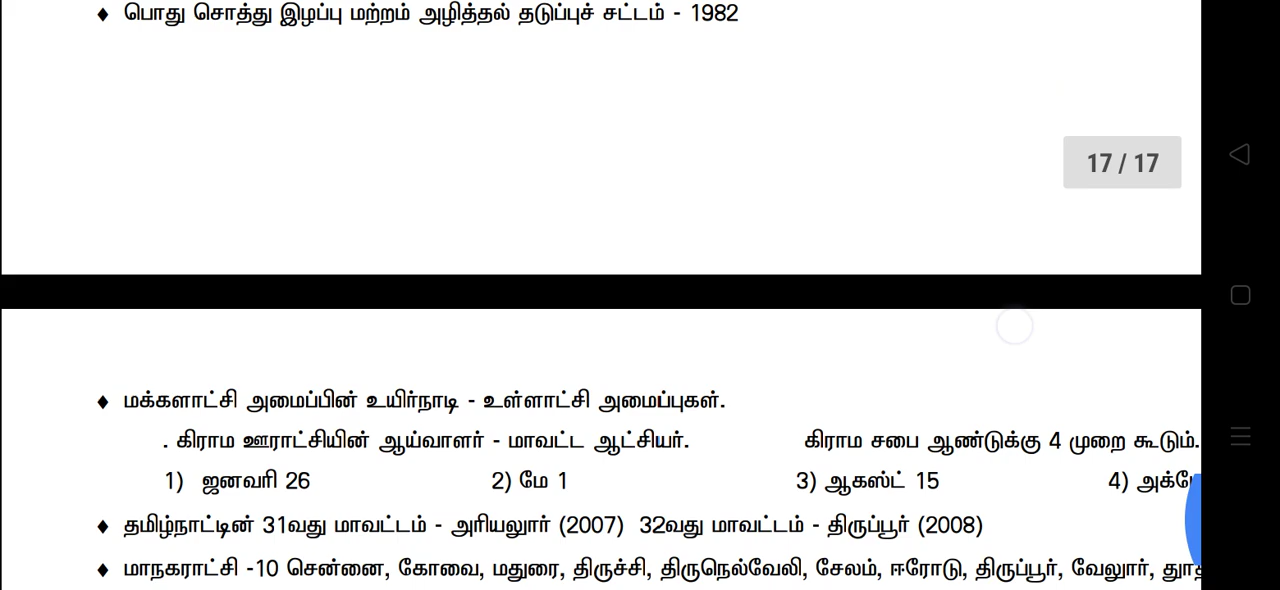 ♦ பொது சொத்து இழப்பு மற்றம் அழித்தல் தடுப்புச் சட்டம் - 1982
17 / 17
♦ மக்களாட்சி அமைப்பின் உயிர்நாடி - உள்ளாட்சி அமைப்புகள்.
. கிராம ஊராட்சியின் ஆய்வாளர் - மாவட்ட ஆட்சியர். கிராம சபை ஆண்டுக்கு 4 முறை கூடும்.
1) ஜனவரி 26 2) மே 1 3) ஆகஸ்ட் 15 4)
♦ தமிழ்நாட்டின் 31வது மாவட்டம் - அரியலூர் (2007) 32வது மாவட்டம் - திருப்பூர் (2008)
♦ மாநகராட்சி -10 சென்னை, கோவை, மதுரை, திருச்சி, திருநெல்வேலி, சேலம், ஈரோடு, திருப்பூர், வேலூர்,